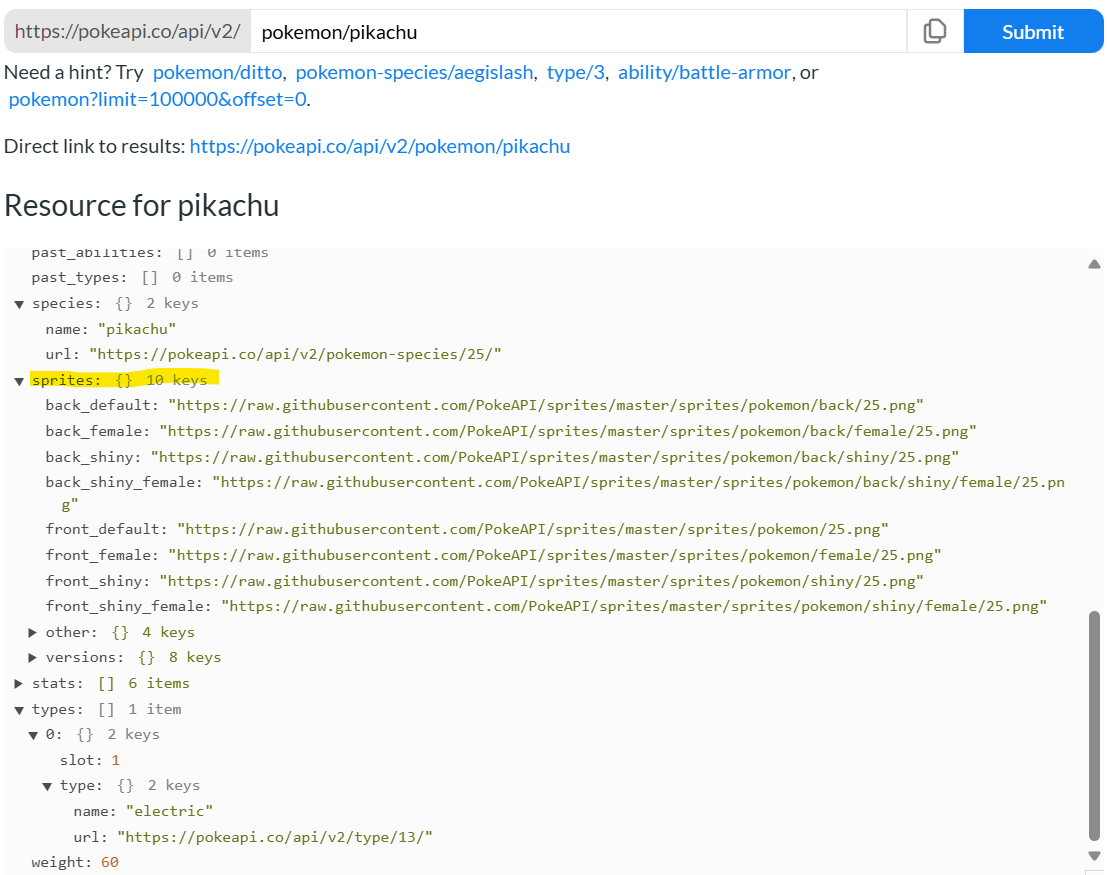 https://pokeapi.co/api/v2/ pokemon/pikachu Submit
Need a hint? Try pokemon/ditto, pokemon-species/aegislash, type/3, ability/battle-armor, or
pokemon?limit=100000&offset=0.
Direct link to results: https://pokeapi.co/api/v2/pokemon/pikachu
Resource for pikachu
past_abilities: [] 0 items
past_types: [] 0 items
species: {} 2 keys
name: "pikachu"
url: "https://pokeapi.co/api/v2/pokemon-species/25/"
sprites: {} 10 keys
back_default: "https://raw.githubusercontent.com/PokeAPI/sprites/master/sprites/pokemon/back/25.png"
back_female: "https://raw.githubusercontent.com/PokeAPI/sprites/master/sprites/pokemon/back/female/25.png"
back_shiny: "https://raw.githubusercontent.com/PokeAPI/sprites/master/sprites/pokemon/back/shiny/25.png"
back_shiny_female: "https://raw.githubusercontent.com/PokeAPI/sprites/master/sprites/pokemon/back/shiny/female/25.pn
g"
front_default: "https://raw.githubusercontent.com/PokeAPI/sprites/master/sprites/pokemon/25.png"
front_female: "https://raw.githubusercontent.com/PokeAPI/sprites/master/sprites/pokemon/female/25.png"
front_shiny: "https://raw.githubusercontent.com/PokeAPI/sprites/master/sprites/pokemon/shiny/25.png"
front_shiny_female: "https://raw.githubusercontent.com/PokeAPI/sprites/master/sprites/pokemon/shiny/female/25.png"
other: {} 4 keys
versions: {} 8 keys
stats: [] 6 items
types: [] 1 item
0: {} 2 keys
slot: 1
type: {} 2 keys
name: "electric"
url: "https://pokeapi.co/api/v2/type/13/"
weight: 60